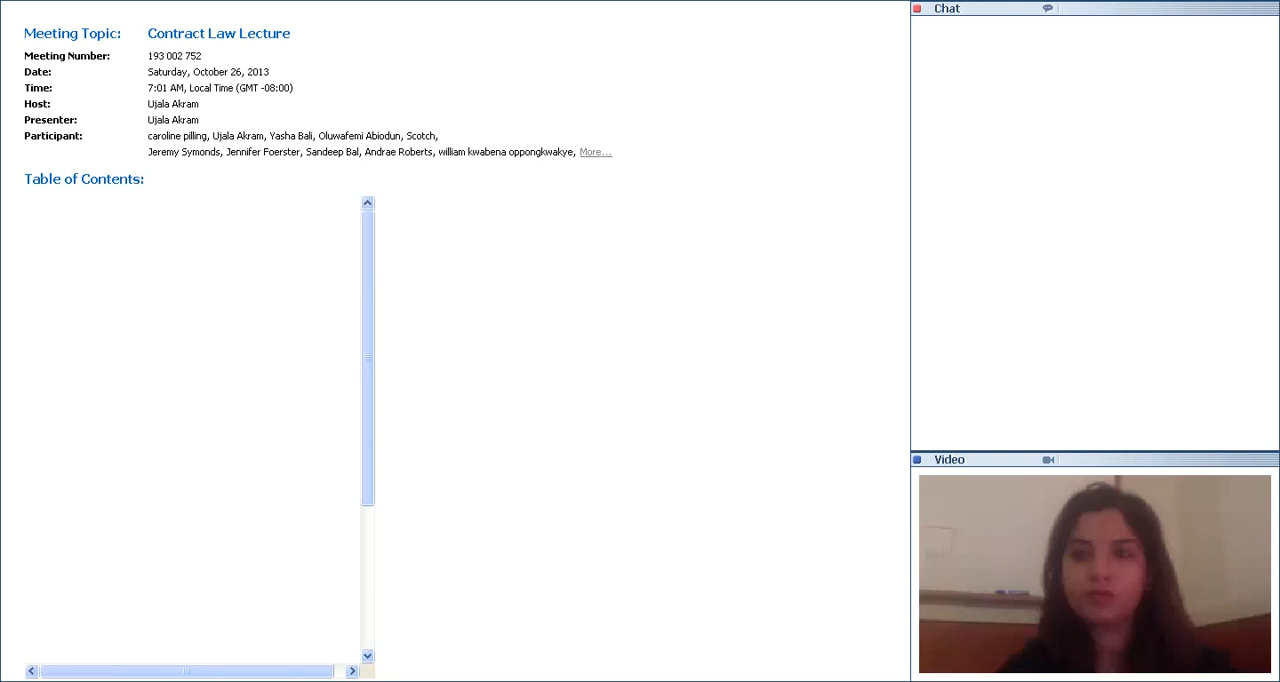 Meeting Topic: Contract Law Lecture
Meeting Number: 193 002 752
Date: Saturday, October 26, 2013
Time: 7:01 AM, Local Time (GMT -08:00)
Host: Ujala Akram
Presenter: Ujala Akram
Participant: caroline pilling, Ujala Akram, Yasha Bali, Oluwafemi Abiodun, Scotch,
Jeremy Symonds, Jennifer Foerster, Sandeep Bal, Andrae Roberts, william kwabena oppongkwakye, More...
Table of Contents:
Chat
Video